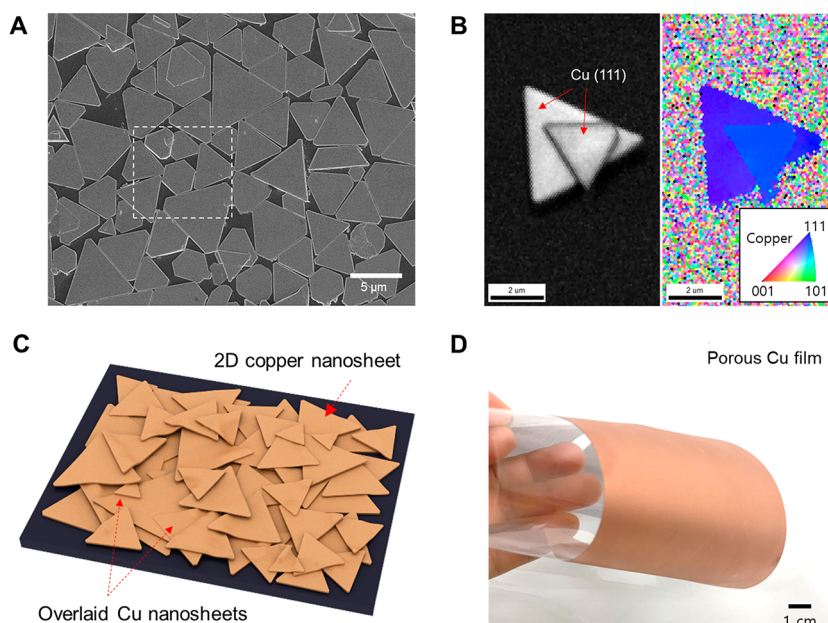 A
5 μm
B
Cu (111)
2 um
2 um
Copper
111
001
101
C
2D copper nanosheet
Overlaid Cu nanosheets
D
Porous Cu film
1 cm